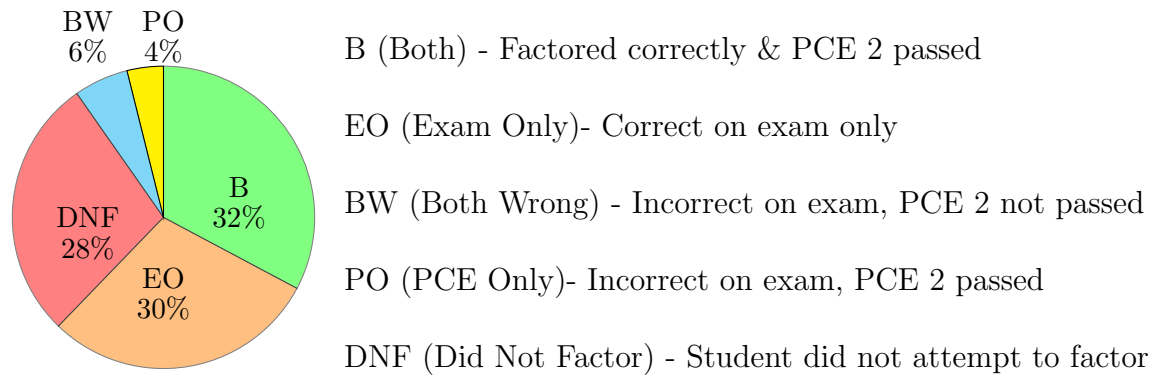 BW
6%
PO
4%
B
32%
DNF
28%
EO
30%
B (Both) - Factored correctly & PCE 2 passed
EO (Exam Only)- Correct on exam only
BW (Both Wrong) - Incorrect on exam, PCE 2 not passed
PO (PCE Only)- Incorrect on exam, PCE 2 passed
DNF (Did Not Factor) - Student did not attempt to factor